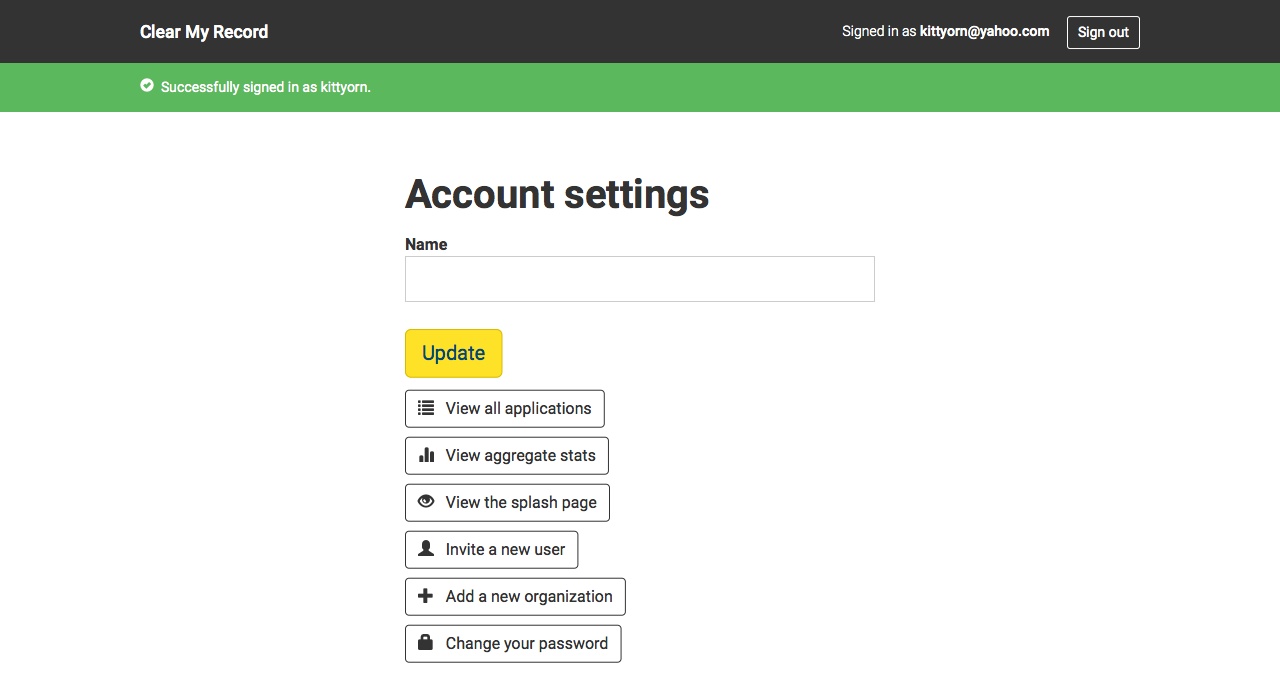 Clear My Record
Signed in as kittyorn@yahoo.com
Sign out
Successfully signed in as kittyorn.
Account settings
Name
Update
View all applications
View aggregate stats
View the splash page
Invite a new user
Add a new organization
Change your password